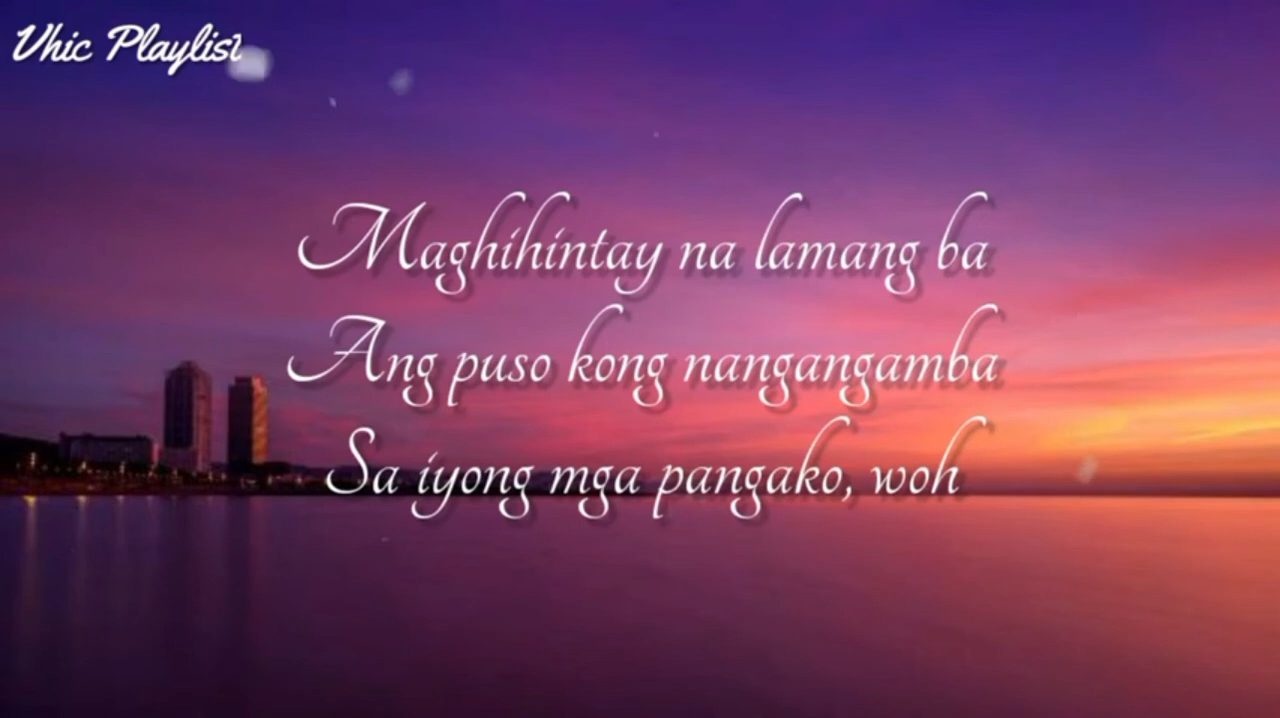 Vhic Playlist
Maghihintay na lamang ba
Ang puso kong nangangamba
Sa iyong mga pangako, woh